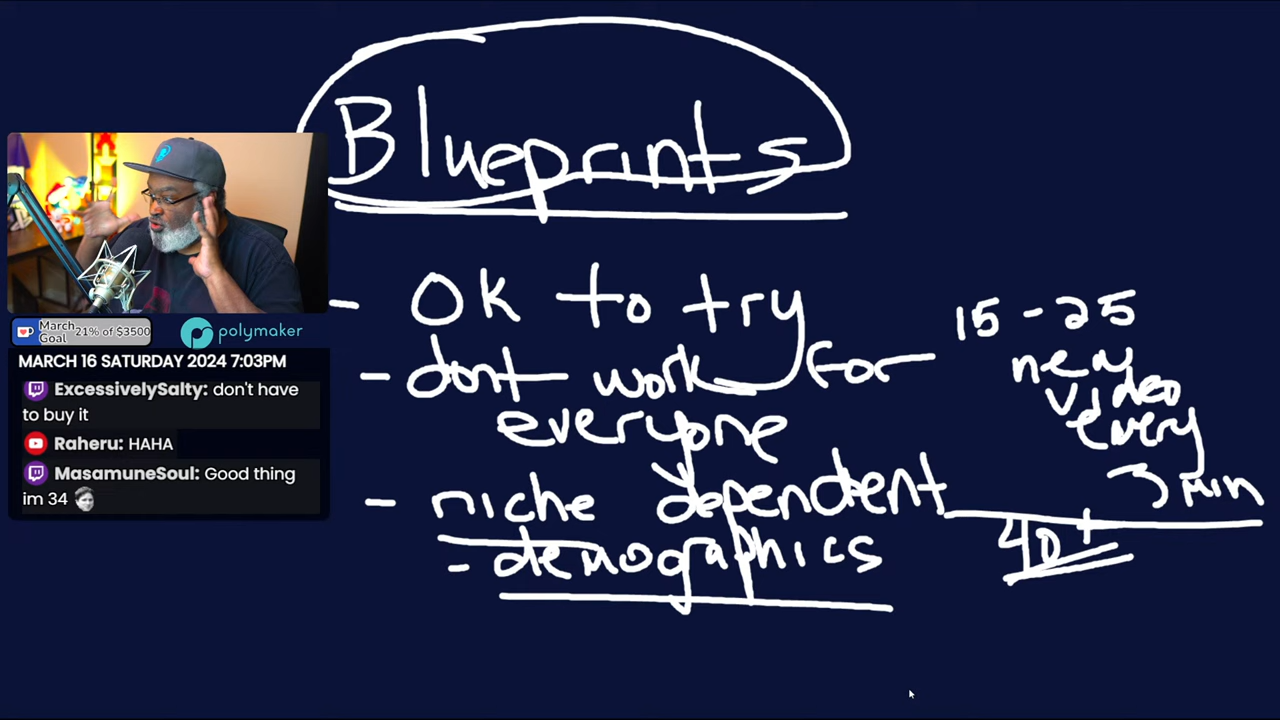 Blueprints
- OK to try
- dont work for
everyone
- niche dependent
- demographics
15-25
new
video
every
3 min
40+
March
Goal
21% of $3500
polymaker
MARCH 16 SATURDAY 2024 7:03PM
ExcessivelySalty: don't have
to buy it
Raheru: HAHA
MasamuneSoul: Good thing
im 34